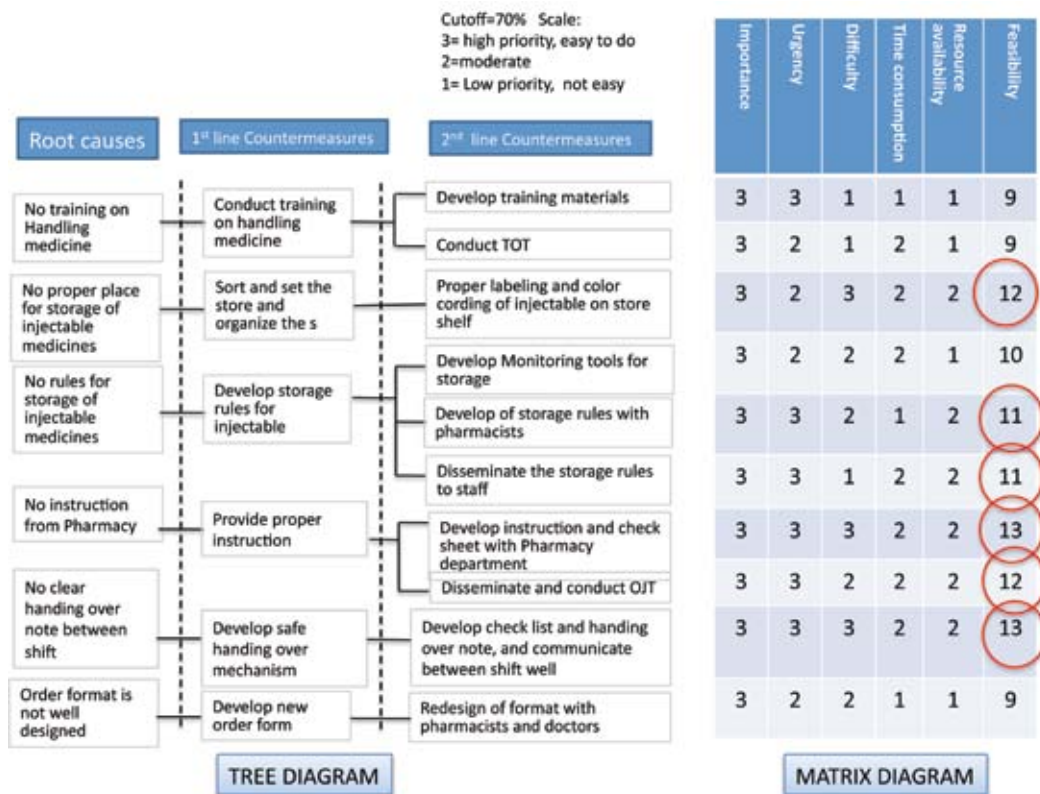 Cutoff=70% Scale:
3= high priority, easy to do
2=moderate
1= Low priority, not easy
Root causes
1st line Countermeasures
2nd line Countermeasures
No training on
Handling
medicine
Conduct training
on handling
medicine
Develop training materials
Conduct TOT
No proper place
for storage of
injectable
medicines
Sort and set the
store and
organize the s
Proper labeling and color
cording of injectable on store
shelf
No rules for
storage of
injectable
medicines
Develop storage
rules for
injectable
Develop Monitoring tools for
storage
Develop of storage rules with
pharmacists
Disseminate the storage rules
to staff
No instruction
from Pharmacy
Provide proper
instruction
Develop instruction and check
sheet with Pharmacy
department
Disseminate and conduct OJT
No clear
handing over
note between
shift
Develop safe
handing over
mechanism
Develop check list and handing
over note, and communicate
between shift well
Order format is
not well
designed
Develop new
order form
Redesign of format with
pharmacists and doctors
TREE DIAGRAM
Importance
Urgency
Difficulty
Time consumption
Resource
availability
Feasibility
3 3 1 1 1 9
3 2 1 2 1 9
3 2 3 2 2 12
3 2 2 2 1 10
3 3 2 1 2 11
3 3 1 2 2 11
3 3 3 2 2 13
3 3 2 2 2 12
3 3 3 2 2 13
3 2 2 1 1 9
MATRIX DIAGRAM